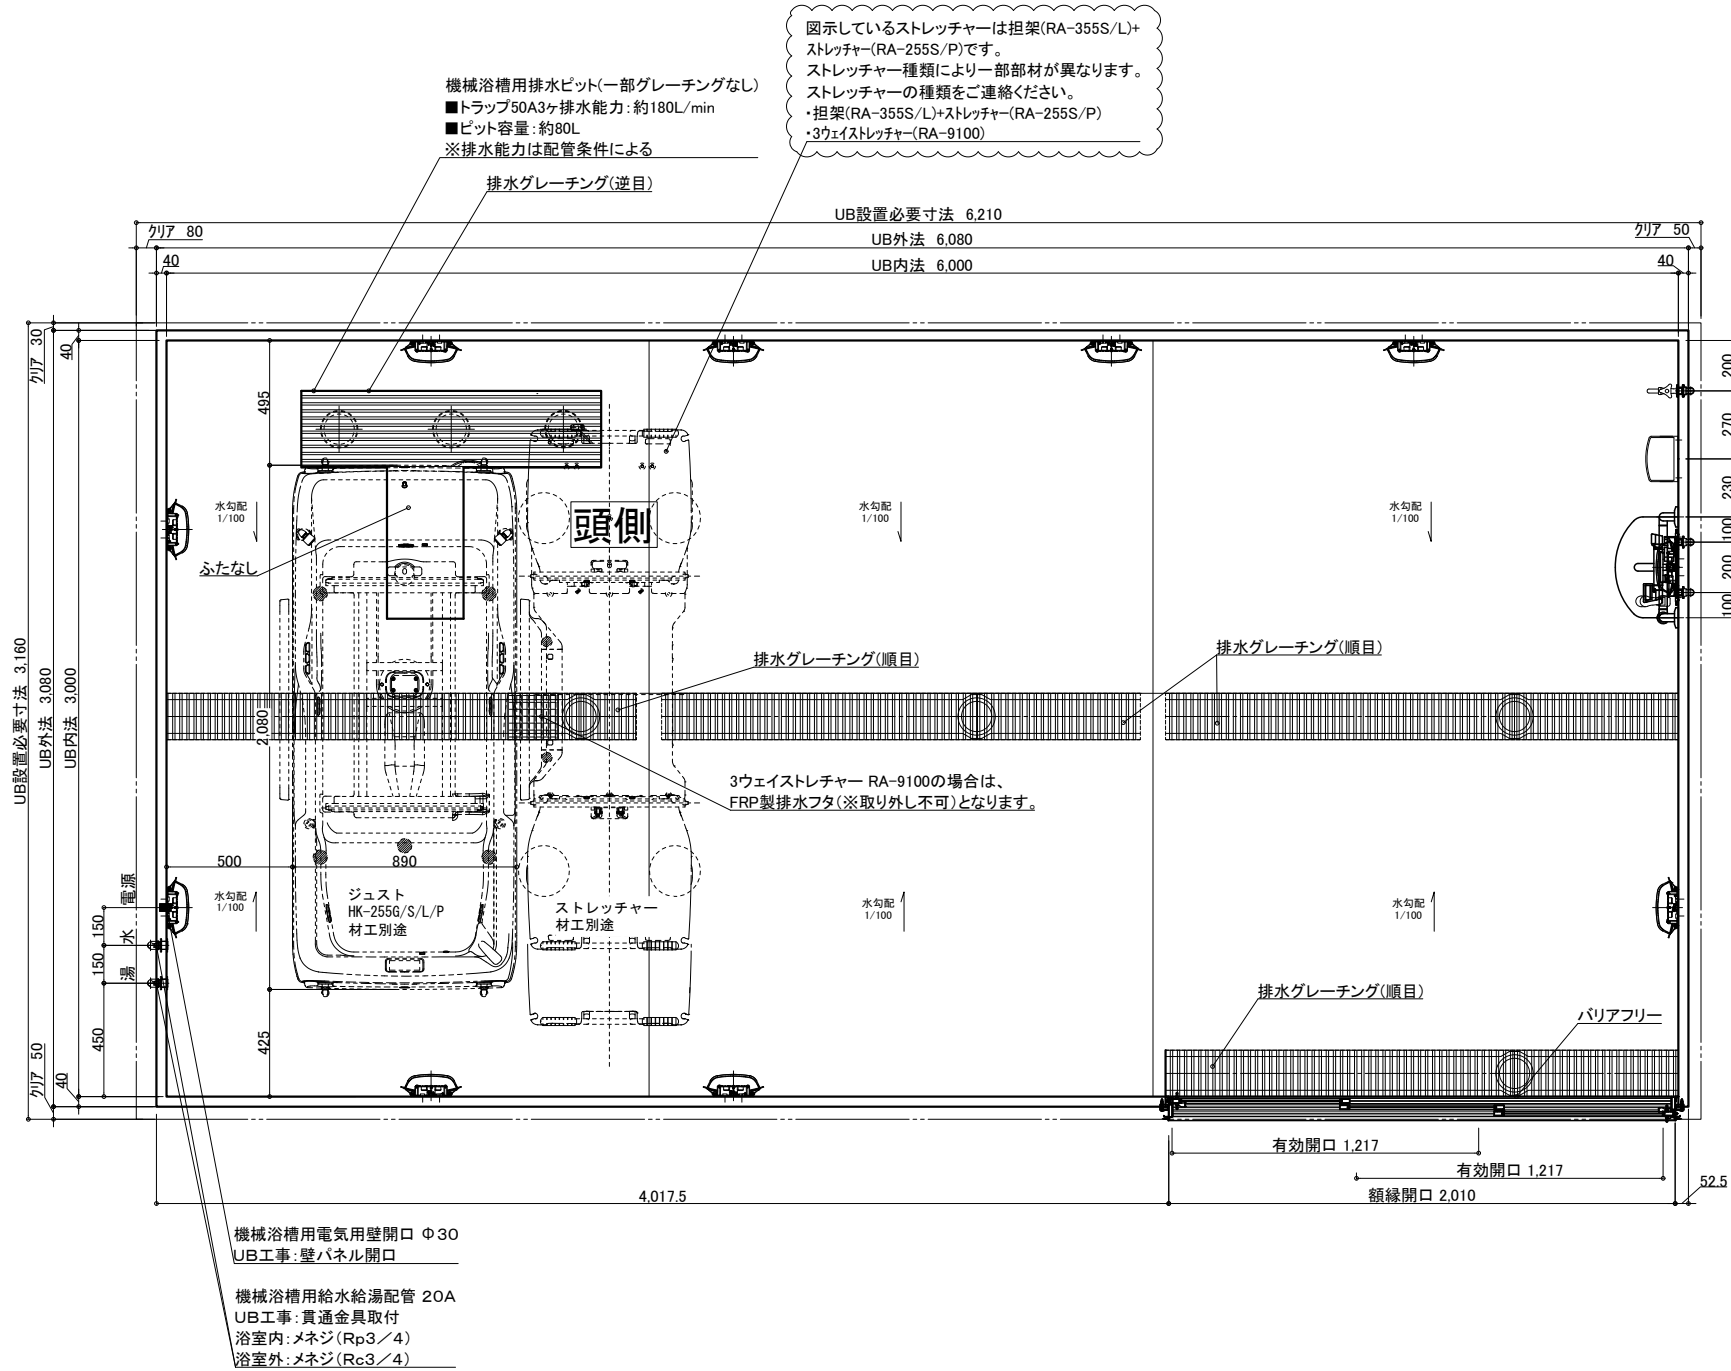 図示しているストレッチャーは担架(RA-355S/L)+
ストレッチャー(RA-255S/P)です。
ストレッチャー種類により一部部材が異なります。
ストレッチャーの種類をご連絡ください。
・担架(RA-355S/L)+ストレッチャー(RA-255S/P)
・3ウェイストレッチャー(RA-9100)
機械浴槽用排水ピット(一部グレーチングなし)
■トラップ50A3ヶ排水能力:約180L/min
■ピット容量:約80L
※排水能力は配管条件による
排水グレーチング(逆目)
UB設置必要寸法 6,210
クリア 80
UB外法 6,080
クリア 50
40
UB内法 6,000
40
クリア 30
40
495
200
270
230
100
200
100
水勾配
1/100
頭側
水勾配
1/100
水勾配
1/100
ふたなし
UB設置必要寸法 3,160
UB外法 3,080
UB内法 3,000
排水グレーチング(順目)
排水グレーチング(順目)
2,080
3ウェイストレチャー RA-9100の場合は、
FRP製排水フタ(※取り外し不可)となります。
500
890
電源
水
湯
150
150
450
水勾配
1/100
ジュスト
HK-255G/S/L/P
材工別途
ストレッチャー
材工別途
水勾配
1/100
水勾配
1/100
425
クリア 50
40
排水グレーチング(順目)
バリアフリー
有効開口 1,217
有効開口 1,217
4,017.5
額縁開口 2,010
52.5
機械浴槽用電気用壁開口 Φ30
UB工事:壁パネル開口
機械浴槽用給水給湯配管 20A
UB工事:貫通金具取付
浴室内:メネジ(Rp3/4)
浴室外:メネジ(Rc3/4)